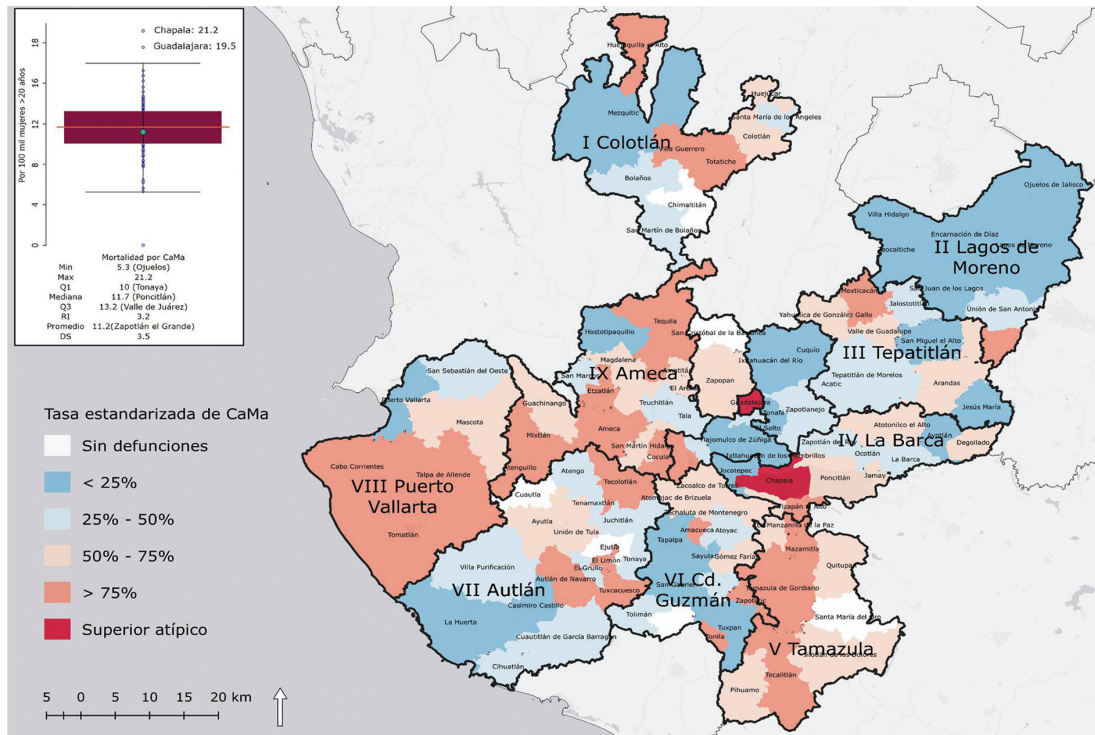 Chapala: 21.2
Guadalajara: 19.5
Por 100 mil mujeres >20 años
18
16
12
8
4
0
Mortalidad por CaMa
Min 5.3 (Ojuelos)
Max 21.2
Q1 10 (Tonaya)
Mediana 11.7 (Poncitlán)
Q3 13.2 (Valle de Juárez)
RI 3.2
Promedio 11.2(Zapotlán el Grande)
DS 3.5
Tasa estandarizada de CaMa
Sin defunciones
< 25%
25% - 50%
50% - 75%
> 75%
Superior atípico
5 0 5 10 15 20 km
I Colotlán
Huejuquilla el Alto
Mezquitic
Huejúcar
Santa María de los Angeles
Colotlán
Villa Guerrero
Totatiche
Bolaños
Chimaltitán
San Martín de Bolaños
II Lagos de
Moreno
Ojuelos de Jalisco
Villa Hidalgo
Encarnación de Díaz
San Juan de los Lagos
Unión de San Antonio
III Tepatitlán
Mexticacán
Jalostotitlán
Yahualica de González Gallo
Valle de Guadalupe
San Miguel el Alto
Tepatitlán de Morelos
Acatic
Arandas
Jesús María
IV La Barca
Atotonilco el Alto
Ayotlán
Degollado
Ocotlán
La Barca
Jamay
Poncitlán
Chapala
Cuquío
Ixtlahuacán del Río
Zapopan
Guadalajara
Tonalá
Zapotlanejo
El Salto
Jocotepec
IX Ameca
Tequila
Hostotipaquillo
Magdalena
San Marcos
Etzatlán
Teuchitlán
Tala
Ameca
Cocula
San Martín Hidalgo
VIII Puerto
Vallarta
San Sebastián del Oeste
Puerto Vallarta
Mascota
Guachinango
Mixtlán
Atenguillo
Cabo Corrientes
Talpa de Allende
Tomatlán
VII Autlán
Atengo
Tecolotlán
Cuautla
Tenamaxtlán
Ayutla
Juchitlán
Unión de Tula
Ejutla
El Limón
El Grullo
Tonaya
Villa Purificación
Autlán de Navarro
Tuxcacuesco
Casimiro Castillo
La Huerta
Cuautitlán de García Barragán
Cihuatlán
Tolimán
VI Cd.
Guzmán
Zacoalco de Torres
Atemajac de Brizuela
Techaluta de Montenegro
Amacueca
Atoyac
Tapalpa
Sayula
Gómez Farías
San Gabriel
Tuxpan
Tonila
V Tamazula
Mazamitla
Quitupan
Tamazula de Gordiano
Santa María del Oro
Jilotlán de los Dolores
Tecalitlán
Pihuamo